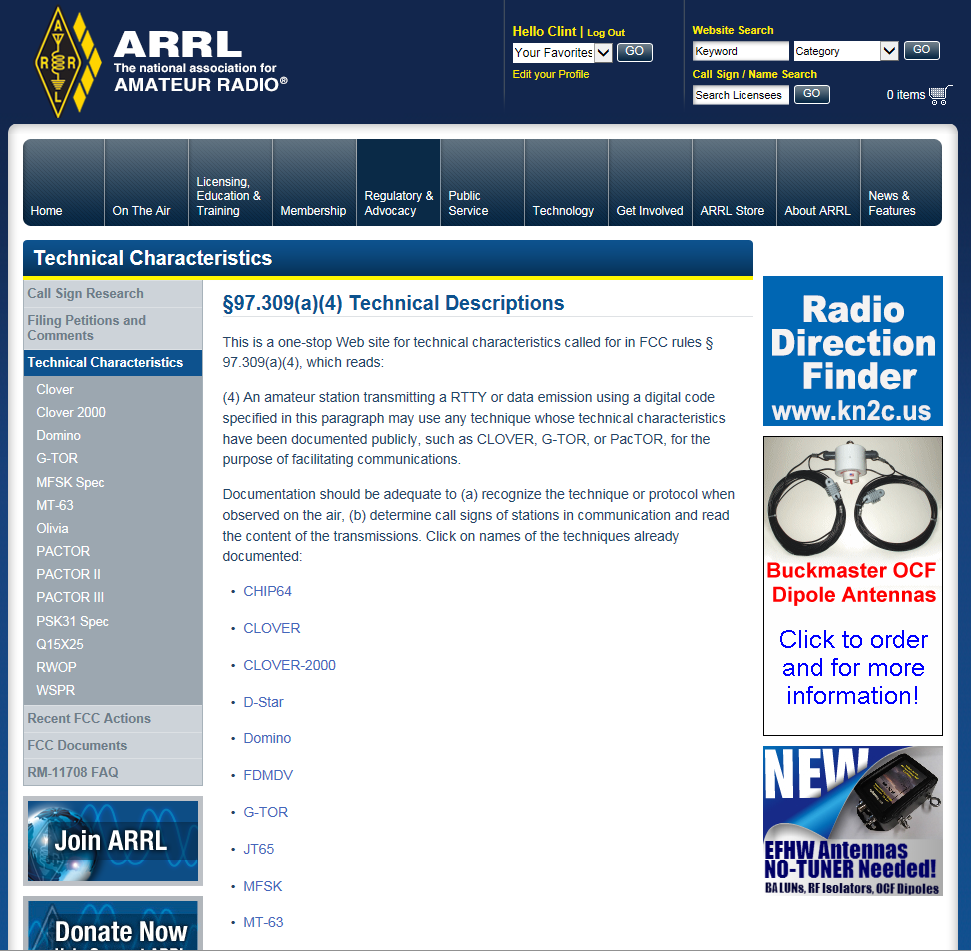 A
R R
L
ARRL
The national association for
AMATEUR RADIO®
Hello Clint | Log Out
Your Favorites GO
Edit your Profile
Website Search
Keyword Category GO
Call Sign / Name Search
Search Licensees GO
0 items
Home
On The Air
Licensing,
Education &
Training
Membership
Regulatory &
Advocacy
Public
Service
Technology
Get Involved
ARRL Store
About ARRL
News &
Features
Technical Characteristics
Call Sign Research
Filing Petitions and
Comments
Technical Characteristics
Clover
Clover 2000
Domino
G-TOR
MFSK Spec
MT-63
Olivia
PACTOR
PACTOR II
PACTOR III
PSK31 Spec
Q15X25
RWOP
WSPR
Recent FCC Actions
FCC Documents
RM-11708 FAQ
Join ARRL
Donate Now
§97.309(a)(4) Technical Descriptions
This is a one-stop Web site for technical characteristics called for in FCC rules §
97.309(a)(4), which reads:
(4) An amateur station transmitting a RTTY or data emission using a digital code
specified in this paragraph may use any technique whose technical characteristics
have been documented publicly, such as CLOVER, G-TOR, or PacTOR, for the
purpose of facilitating communications.
Documentation should be adequate to (a) recognize the technique or protocol when
observed on the air, (b) determine call signs of stations in communication and read
the content of the transmissions. Click on names of the techniques already
documented:
• CHIP64
• CLOVER
• CLOVER-2000
• D-Star
• Domino
• FDMDV
• G-TOR
• JT65
• MFSK
• MT-63
Radio
Direction
Finder
www.kn2c.us
Buckmaster OCF
Dipole Antennas
Click to order
and for more
information!
NEW
EFHW Antennas
NO-TUNER Needed!
BALUNs, RF Isolators, OCF Dipoles